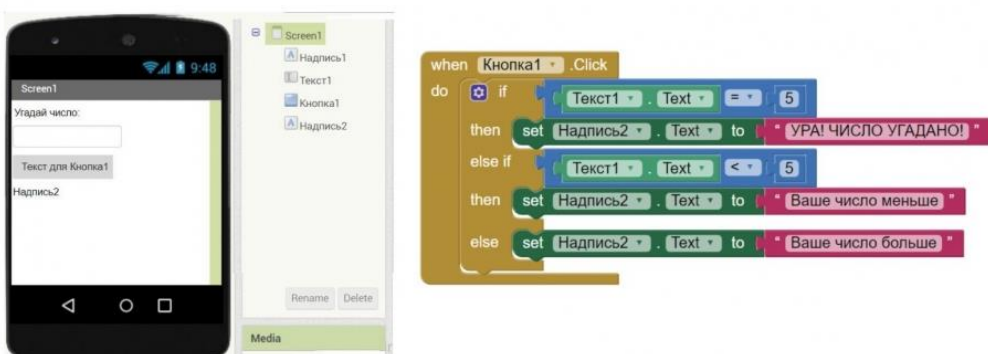 9:48
Screen1
Угадай число:
Текст для Кнопка1
Надпись2
Screen1
Надпись1
Текст1
Кнопка1
Надпись2
Rename Delete
Media
when Кнопка1 .Click
do if Текст1 . Text = 5
then set Надпись2 . Text to " УРА! ЧИСЛО УГАДАНО! "
else if Текст1 . Text < 5
then set Надпись2 . Text to " Ваше число меньше "
else set Надпись2 . Text to " Ваше число больше "